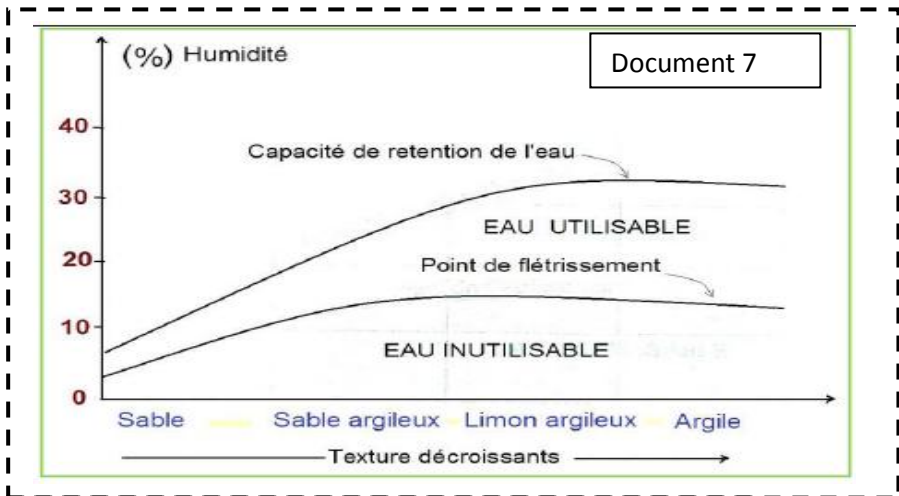 (%) Humidité
Document 7
40
Capacité de retention de l'eau
30
EAU UTILISABLE
20
Point de flétrissement
10
EAU INUTILISABLE
0
Sable Sable argileux Limon argileux Argile
Texture décroissants